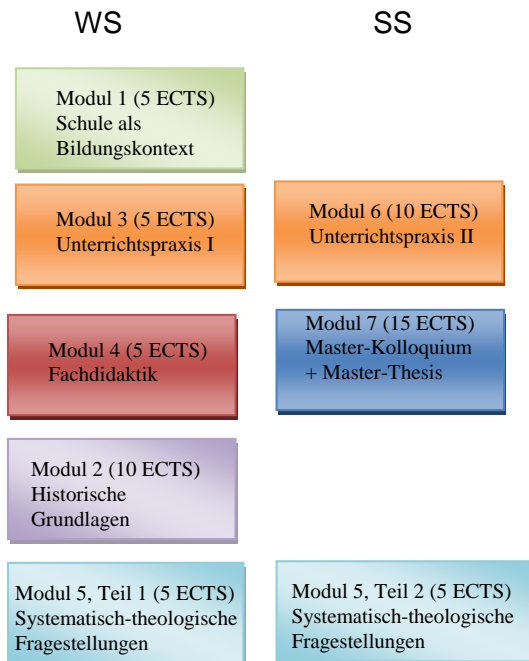 WS
SS
Modul 1 (5 ECTS)
Schule als
Bildungskontext
Modul 3 (5 ECTS)
Unterrichtspraxis I
Modul 6 (10 ECTS)
Unterrichtspraxis II
Modul 4 (5 ECTS)
Fachdidaktik
Modul 7 (15 ECTS)
Master-Kolloquium
+ Master-Thesis
Modul 2 (10 ECTS)
Historische
Grundlagen
Modul 5, Teil 1 (5 ECTS)
Systematisch-theologische
Fragestellungen
Modul 5, Teil 2 (5 ECTS)
Systematisch-theologische
Fragestellungen